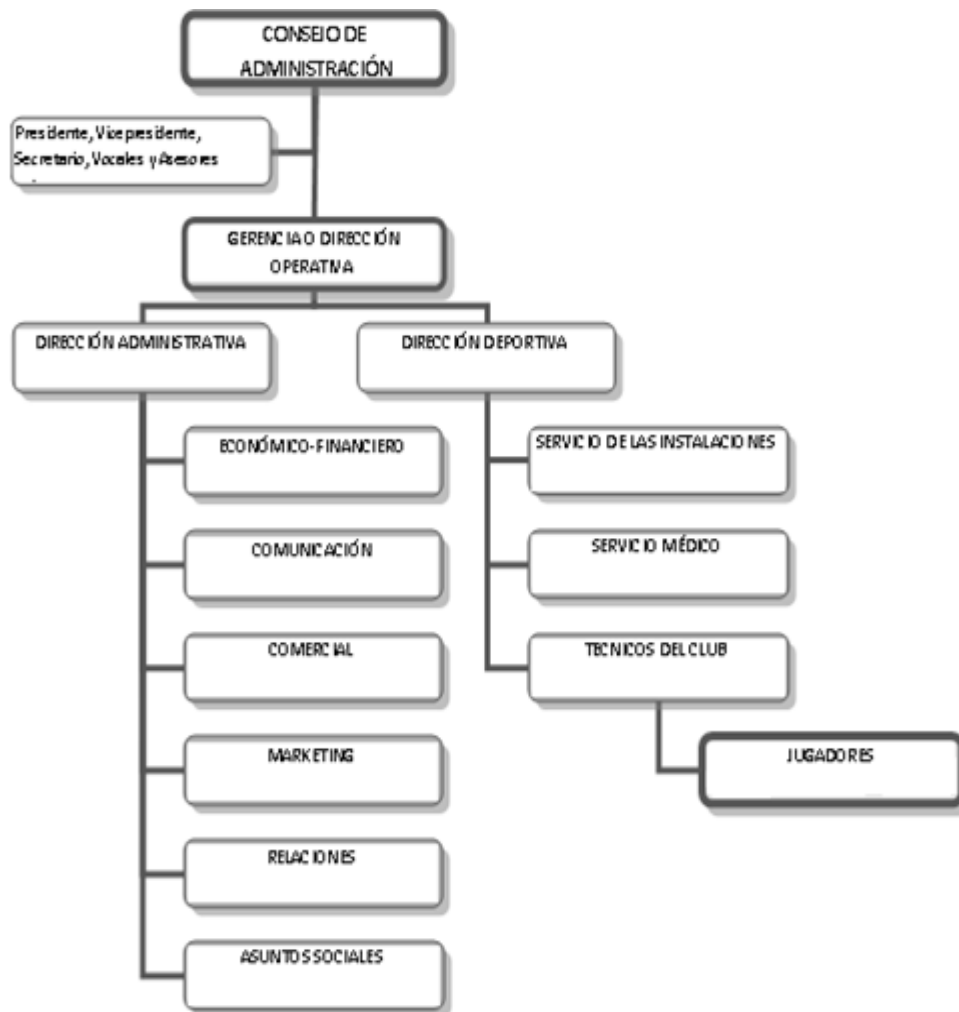 CONSEJO DE
ADMINISTRACIÓN
Presidente, Vicepresidente,
Secretario, Vocales y Asesores
GERENCIA O DIRECCIÓN
OPERATIVA
DIRECCIÓN ADMINISTRATIVA
DIRECCIÓN DEPORTIVA
ECONÓMICO-FINANCIERO
COMUNICACIÓN
COMERCIAL
MARKETING
RELACIONES
ASUNTOS SOCIALES
SERVICIO DE LAS INSTALACIONES
SERVICIO MÉDICO
TECNICOS DEL CLUB
JUGADORES